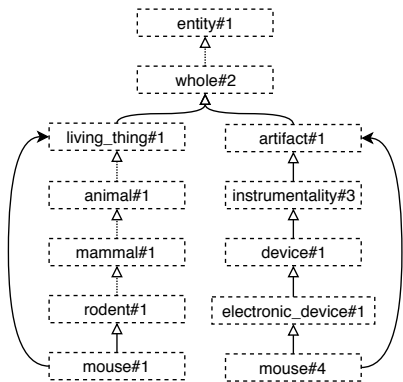 entity#1
whole#2
living_thing#1
artifact#1
animal#1
instrumentality#3
mammal#1
device#1
rodent#1
electronic_device#1
mouse#1
mouse#4